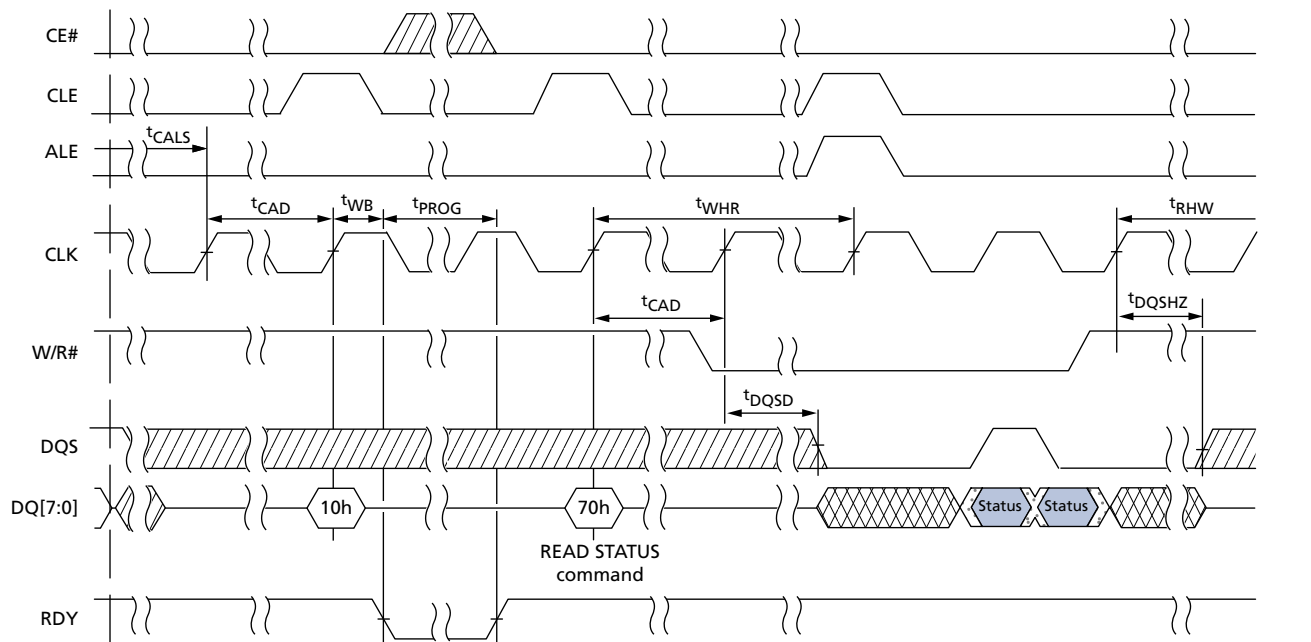 CE#
CLE
ALE
tCALS
tCAD
tWB
tPROG
tWHR
tRHW
CLK
tCAD
tDQSHZ
W/R#
tDQSD
DQS
DQ[7:0]
10h
70h
Status
Status
READ STATUS
command
RDY